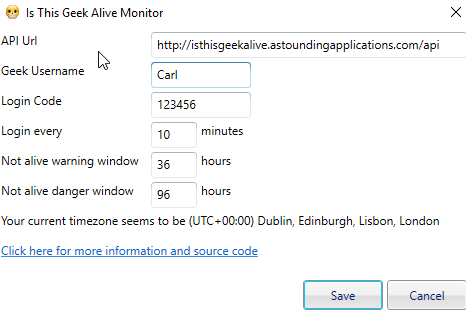 Is This Geek Alive Monitor
API Url http://isthisgeekalive.astoundingapplications.com/api
Geek Username Carl
Login Code 123456
Login every 10 minutes
Not alive warning window 36 hours
Not alive danger window 96 hours
Your current timezone seems to be (UTC+00:00) Dublin, Edinburgh, Lisbon, London
Click here for more information and source code
Save Cancel